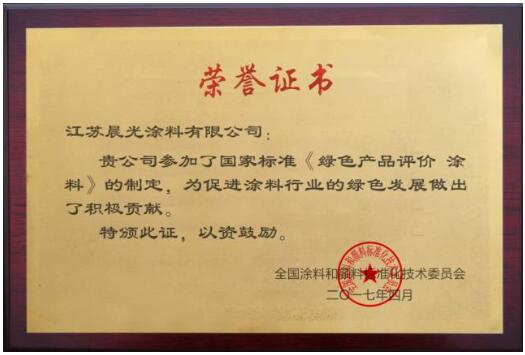 荣誉证书
江苏晨光涂料有限公司：
贵公司参加了国家标准《绿色产品评价 涂
料》的制定，为促进涂料行业的绿色发展做出
了积极贡献。
特颁此证，以资鼓励。
全国涂料和颜料标准化技术委员会
二〇一七年四月